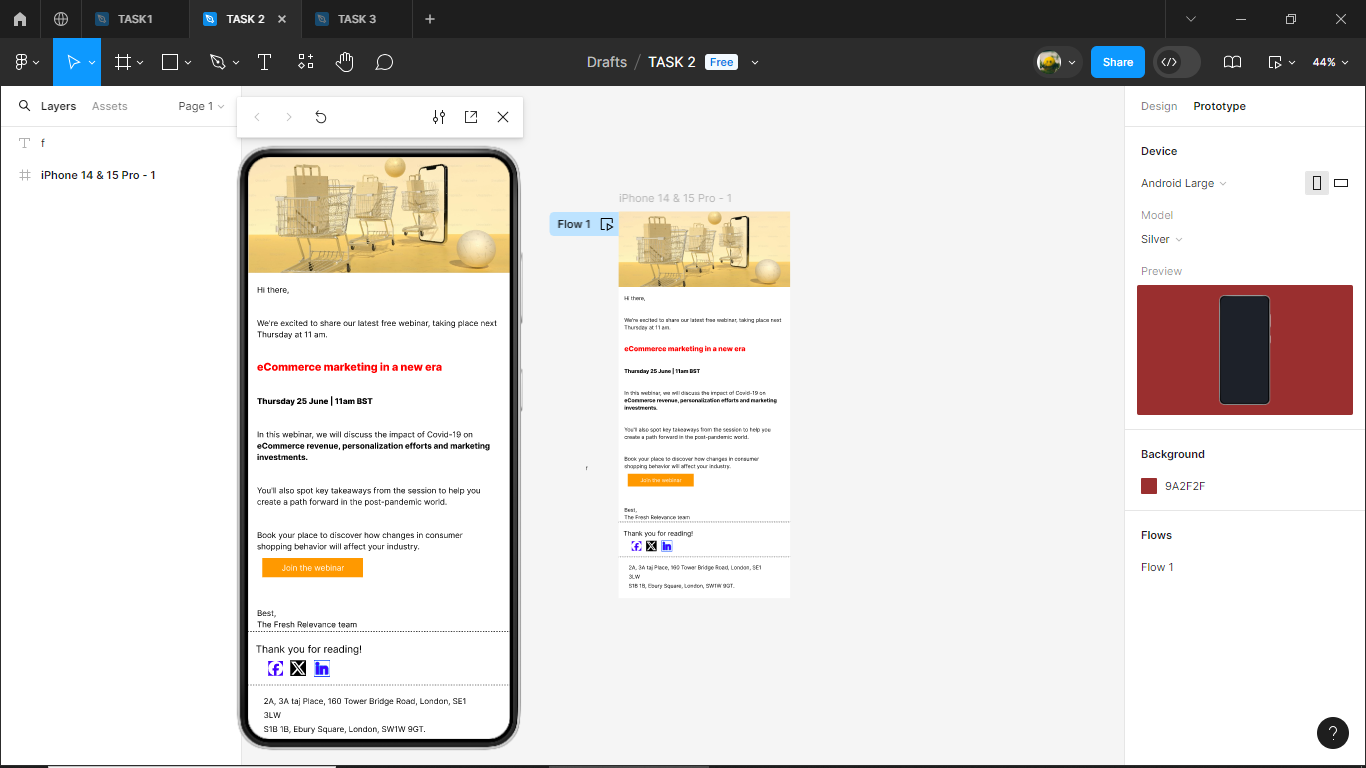 TASK1
TASK 2
TASK 3
Drafts / TASK 2 Free
Share
44%
Layers
Assets
Page 1
f
iPhone 14 & 15 Pro - 1
Hi there,
We're excited to share our latest free webinar, taking place next
Thursday at 11 am.
eCommerce marketing in a new era
Thursday 25 June | 11am BST
In this webinar, we will discuss the impact of Covid-19 on
eCommerce revenue, personalization efforts and marketing
investments.
You'll also spot key takeaways from the session to help you
create a path forward in the post-pandemic world.
Book your place to discover how changes in consumer
shopping behavior will affect your industry.
Join the webinar
Best,
The Fresh Relevance team
Thank you for reading!
2A, 3A taj Place, 160 Tower Bridge Road, London, SE1
3LW
S1B 1B, Ebury Square, London, SW1W 9GT.
iPhone 14 & 15 Pro - 1
Flow 1
Hi there,
We're excited to share our latest free webinar, taking place next
Thursday at 11 am.
eCommerce marketing in a new era
Thursday 25 June | 11am BST
In this webinar, we will discuss the impact of Covid-19 on
eCommerce revenue, personalization efforts and marketing
investments.
You'll also spot key takeaways from the session to help you
create a path forward in the post-pandemic world.
Book your place to discover how changes in consumer
shopping behavior will affect your industry.
Join the webinar
Best,
The Fresh Relevance team
Thank you for reading!
2A, 3A taj Place, 160 Tower Bridge Road, London, SE1
3LW
S1B 1B, Ebury Square, London, SW1W 9GT.
f
Design
Prototype
Device
Android Large
Model
Silver
Preview
Background
9A2F2F
Flows
Flow 1
?